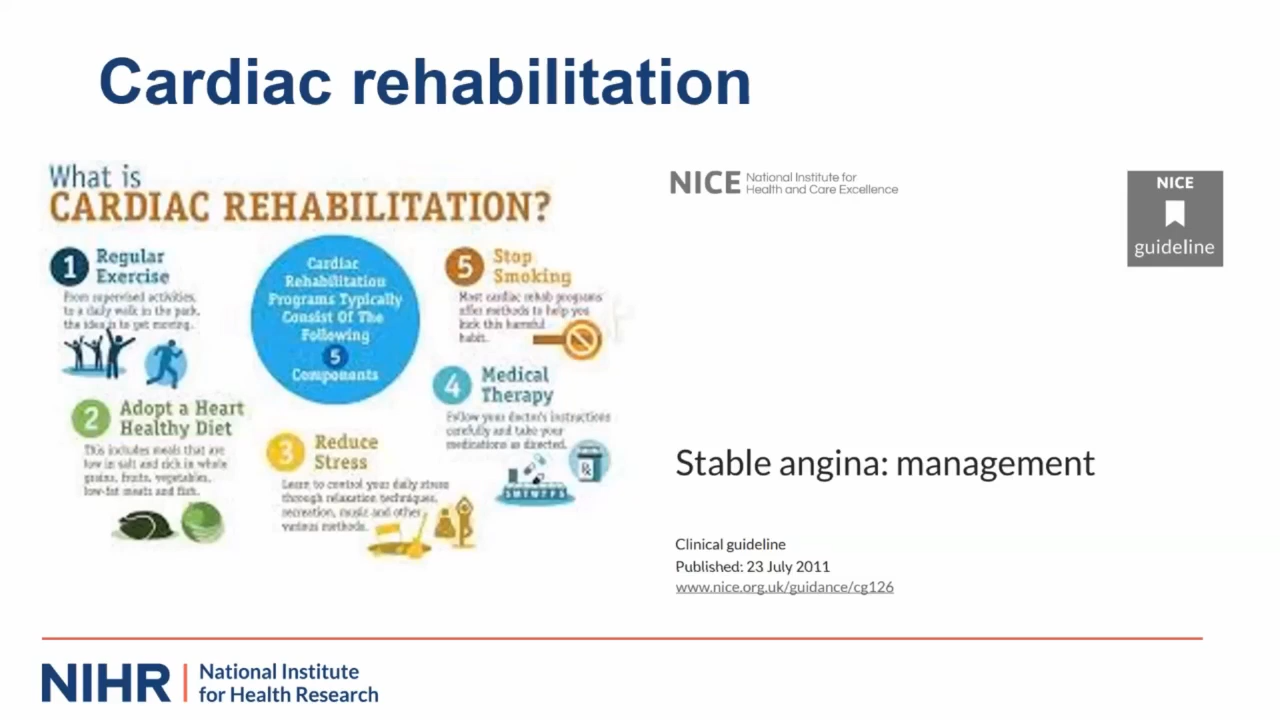 Cardiac rehabilitation
What is
CARDIAC REHABILITATION?
1 Regular
Exercise
From supervised activities,
to a daily walk in the park,
the idea is to get moving.
2 Adopt a Heart
Healthy Diet
This includes meals that are
low in salt and rich in whole
grains, fruits, vegetables,
low-fat meats and fish.
Cardiac
Rehabilitation
Programs Typically
Consist Of The
Following
5
Components
3 Reduce
Stress
Learn to control your daily stress
through relaxation techniques,
recreation, music and other
various methods.
5 Stop
Smoking
Most cardiac rehab programs
offer methods to help you
kick this harmful
habit.
4 Medical
Therapy
Follow your doctor's instructions
carefully and take your
medications as directed.
NICE National Institute for
Health and Care Excellence
NICE
guideline
Stable angina: management
Clinical guideline
Published: 23 July 2011
www.nice.org.uk/guidance/cg126
NIHR | National Institute
for Health Research